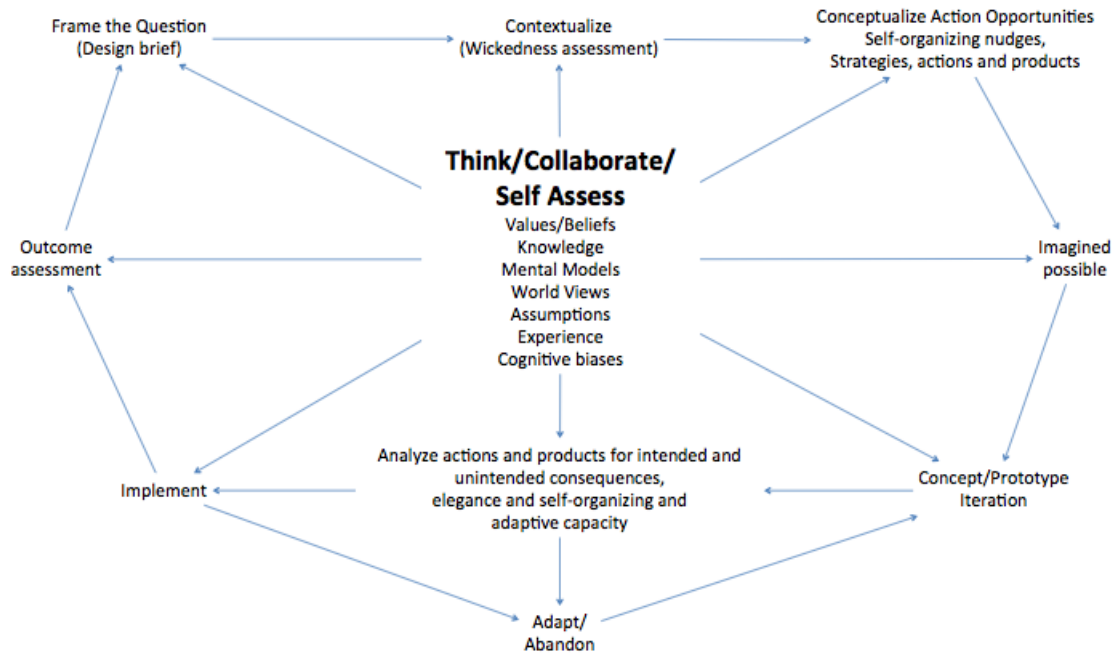 Frame the Question
(Design brief)
Contextualize
(Wickedness assessment)
Conceptualize Action Opportunities
Self-organizing nudges,
Strategies, actions and products
Think/Collaborate/
Self Assess
Values/Beliefs
Knowledge
Mental Models
World Views
Assumptions
Experience
Cognitive biases
Outcome
assessment
Imagined
possible
Analyze actions and products for intended and
unintended consequences,
elegance and self-organizing and
adaptive capacity
Implement
Concept/Prototype
Iteration
Adapt/
Abandon